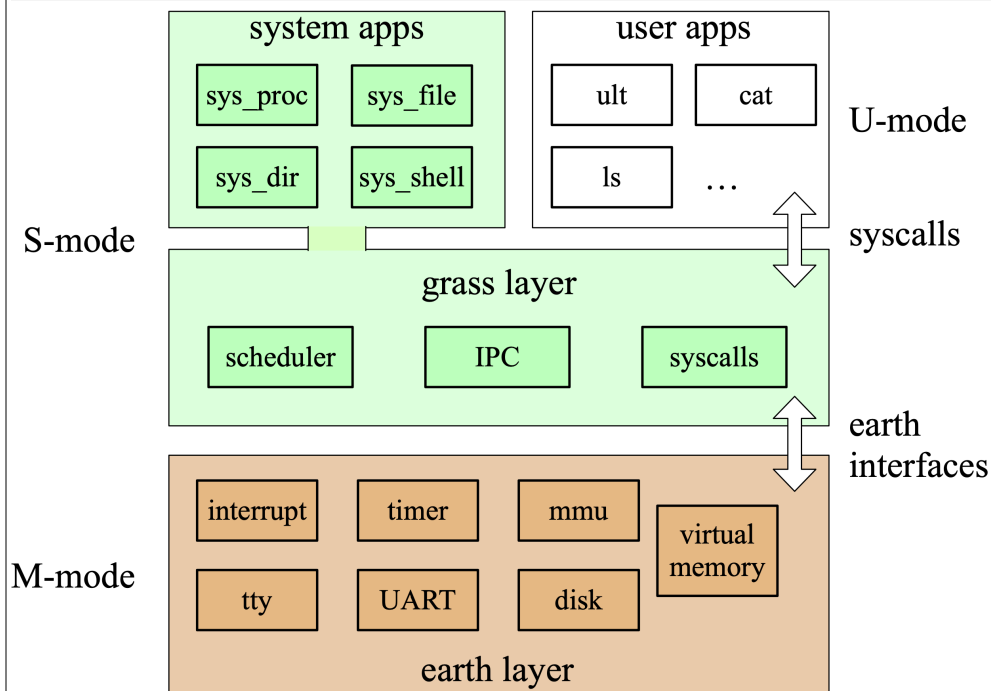 system apps
user apps
sys_proc
sys_file
ult
cat
U-mode
sys_dir
sys_shell
ls
...
S-mode
syscalls
grass layer
scheduler
IPC
syscalls
earth
interfaces
interrupt
timer
mmu
virtual
memory
M-mode
tty
UART
disk
earth layer